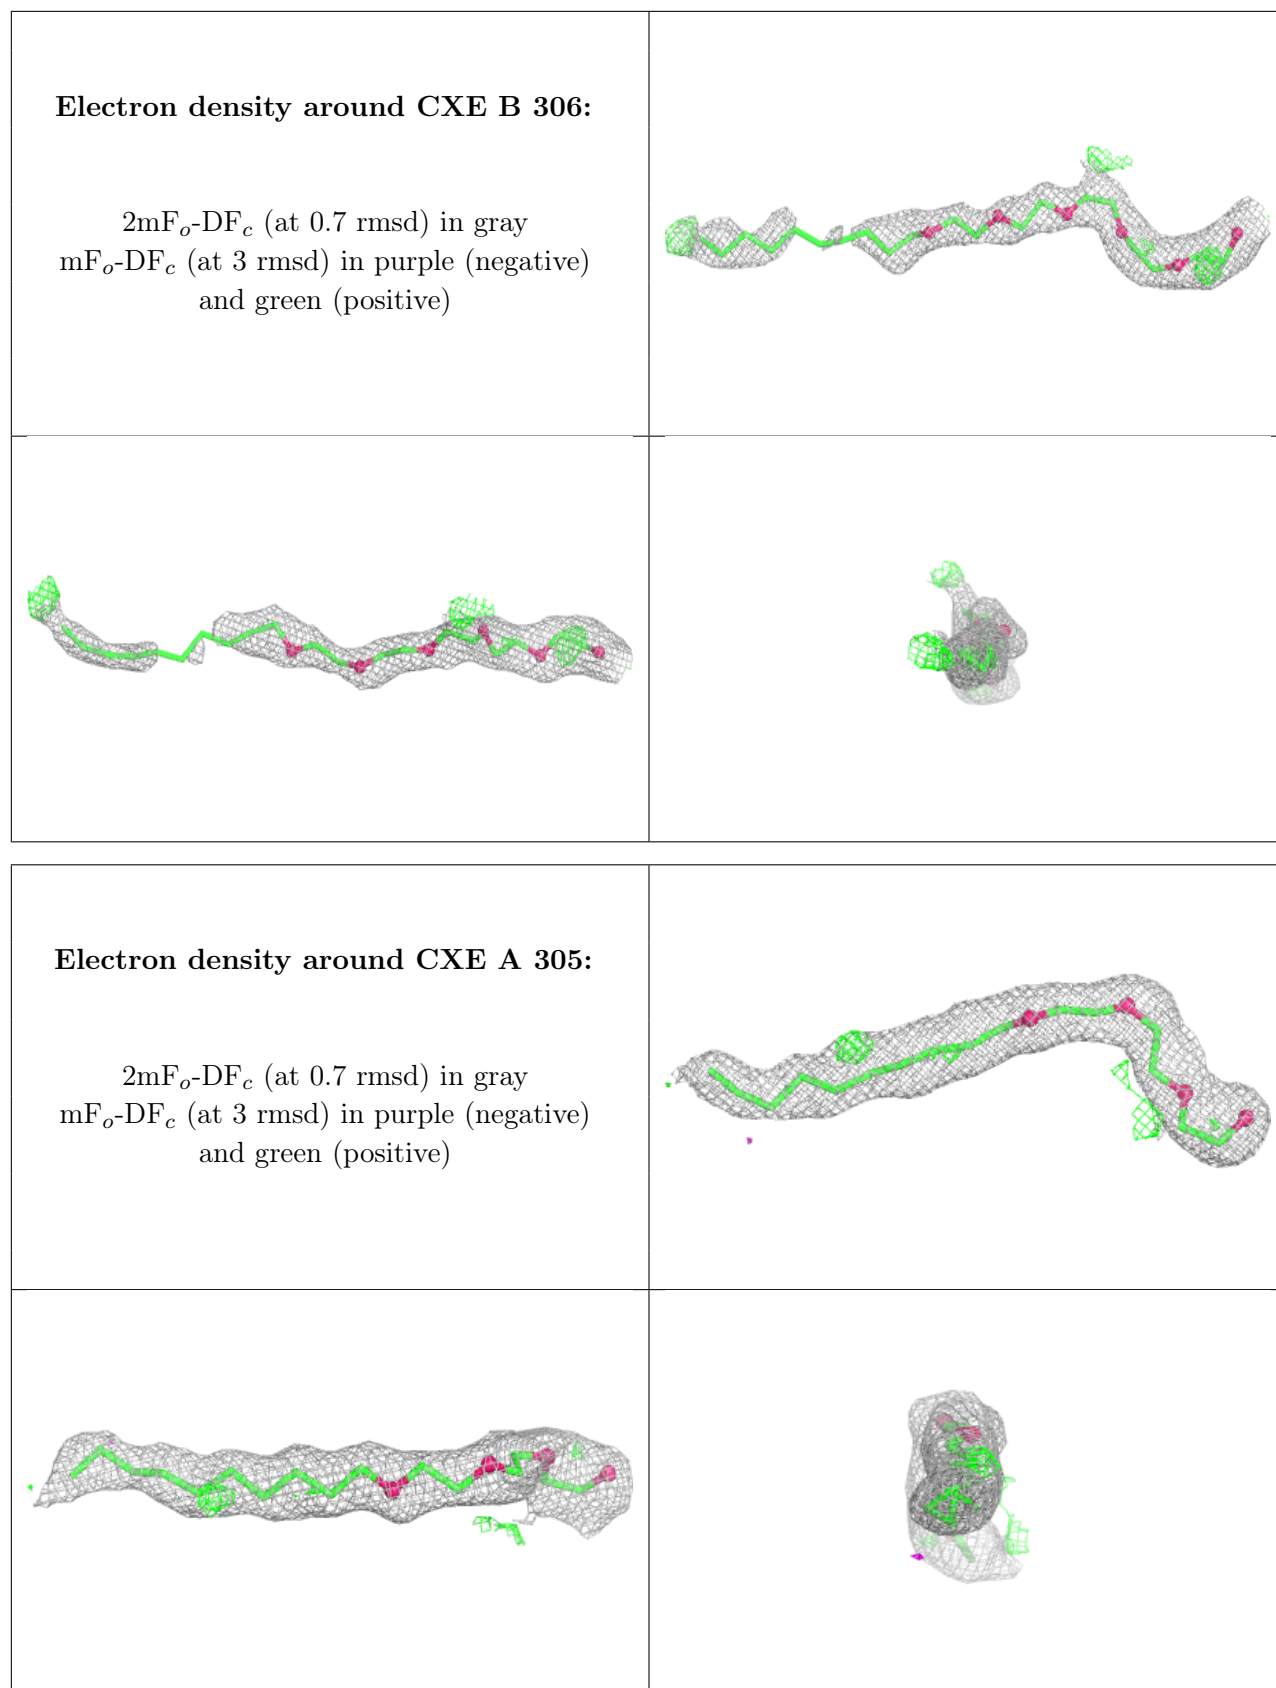 Electron density around CXE B 306:
2mFₒ-DF𝒸 (at 0.7 rmsd) in gray
mFₒ-DF𝒸 (at 3 rmsd) in purple (negative)
and green (positive)
Electron density around CXE A 305:
2mFₒ-DF𝒸 (at 0.7 rmsd) in gray
mFₒ-DF𝒸 (at 3 rmsd) in purple (negative)
and green (positive)